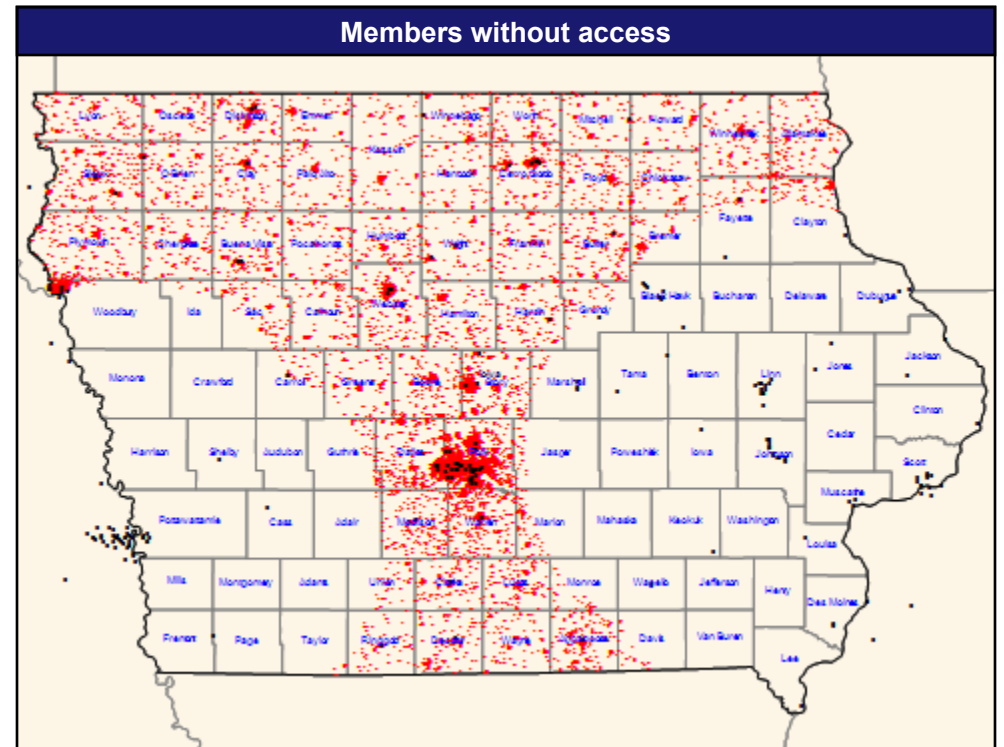 Members without access
Lyon Dickinson Emmet Winnebago Worth Mitchell Howard
Winneshiek Allamakee
Kossuth
Sioux O'Brien Clay Palo Alto Hancock Cerro Gordo Floyd Chickasaw
Fayette Clayton
Plymouth Cherokee Buena Vista Pocahontas Humboldt Wright Franklin Butler Bremer
Woodbury Ida Sac Calhoun Webster Hamilton Hardin Grundy Black Hawk Buchanan Delaware Dubuque
Monona Crawford Carroll Greene Boone Story Marshall Tama Benton Linn Jones Jackson
Clinton
Harrison Shelby Audubon Guthrie Dallas Polk Jasper Poweshiek Iowa Johnson Cedar
Scott
Muscatine
Pottawattamie Cass Adair Madison Warren Marion Mahaska Keokuk Washington
Louisa
Mills Montgomery Adams Union Clarke Lucas Monroe Wapello Jefferson Henry
Des Moines
Fremont Page Taylor Ringgold Decatur Wayne Appanoose Davis Van Buren
Lee